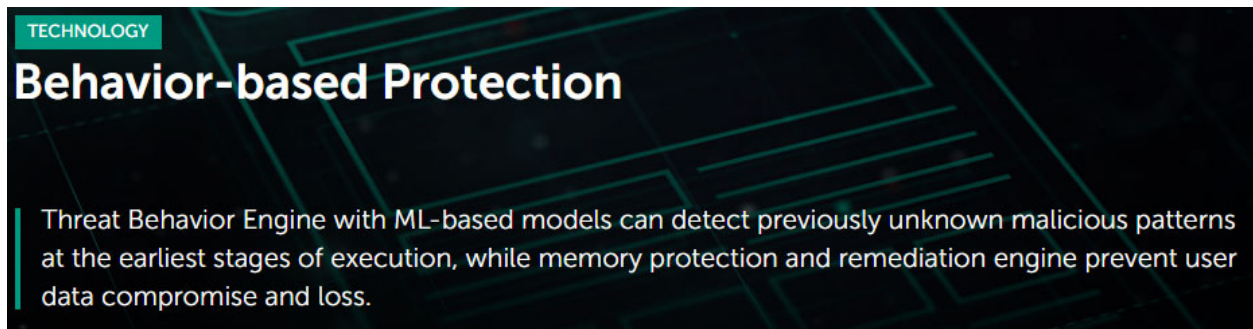 TECHNOLOGY
Behavior-based Protection
Threat Behavior Engine with ML-based models can detect previously unknown malicious patterns
at the earliest stages of execution, while memory protection and remediation engine prevent user
data compromise and loss.